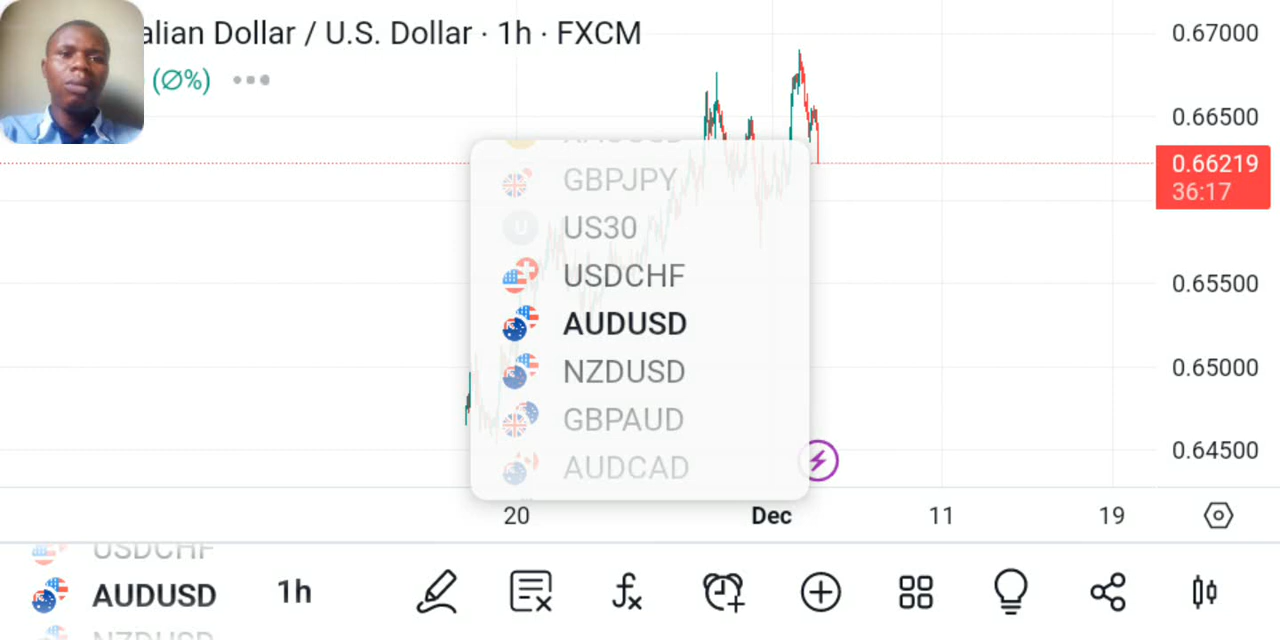 alian Dollar / U.S. Dollar · 1h · FXCM
(Ø%)
0.67000
0.66500
0.66219
36:17
0.65500
0.65000
0.64500
GBPJPY
US30
USDCHF
AUDUSD
NZDUSD
GBPAUD
AUDCAD
20 Dec 11 19
USDCHF
AUDUSD 1h
NZDUSD